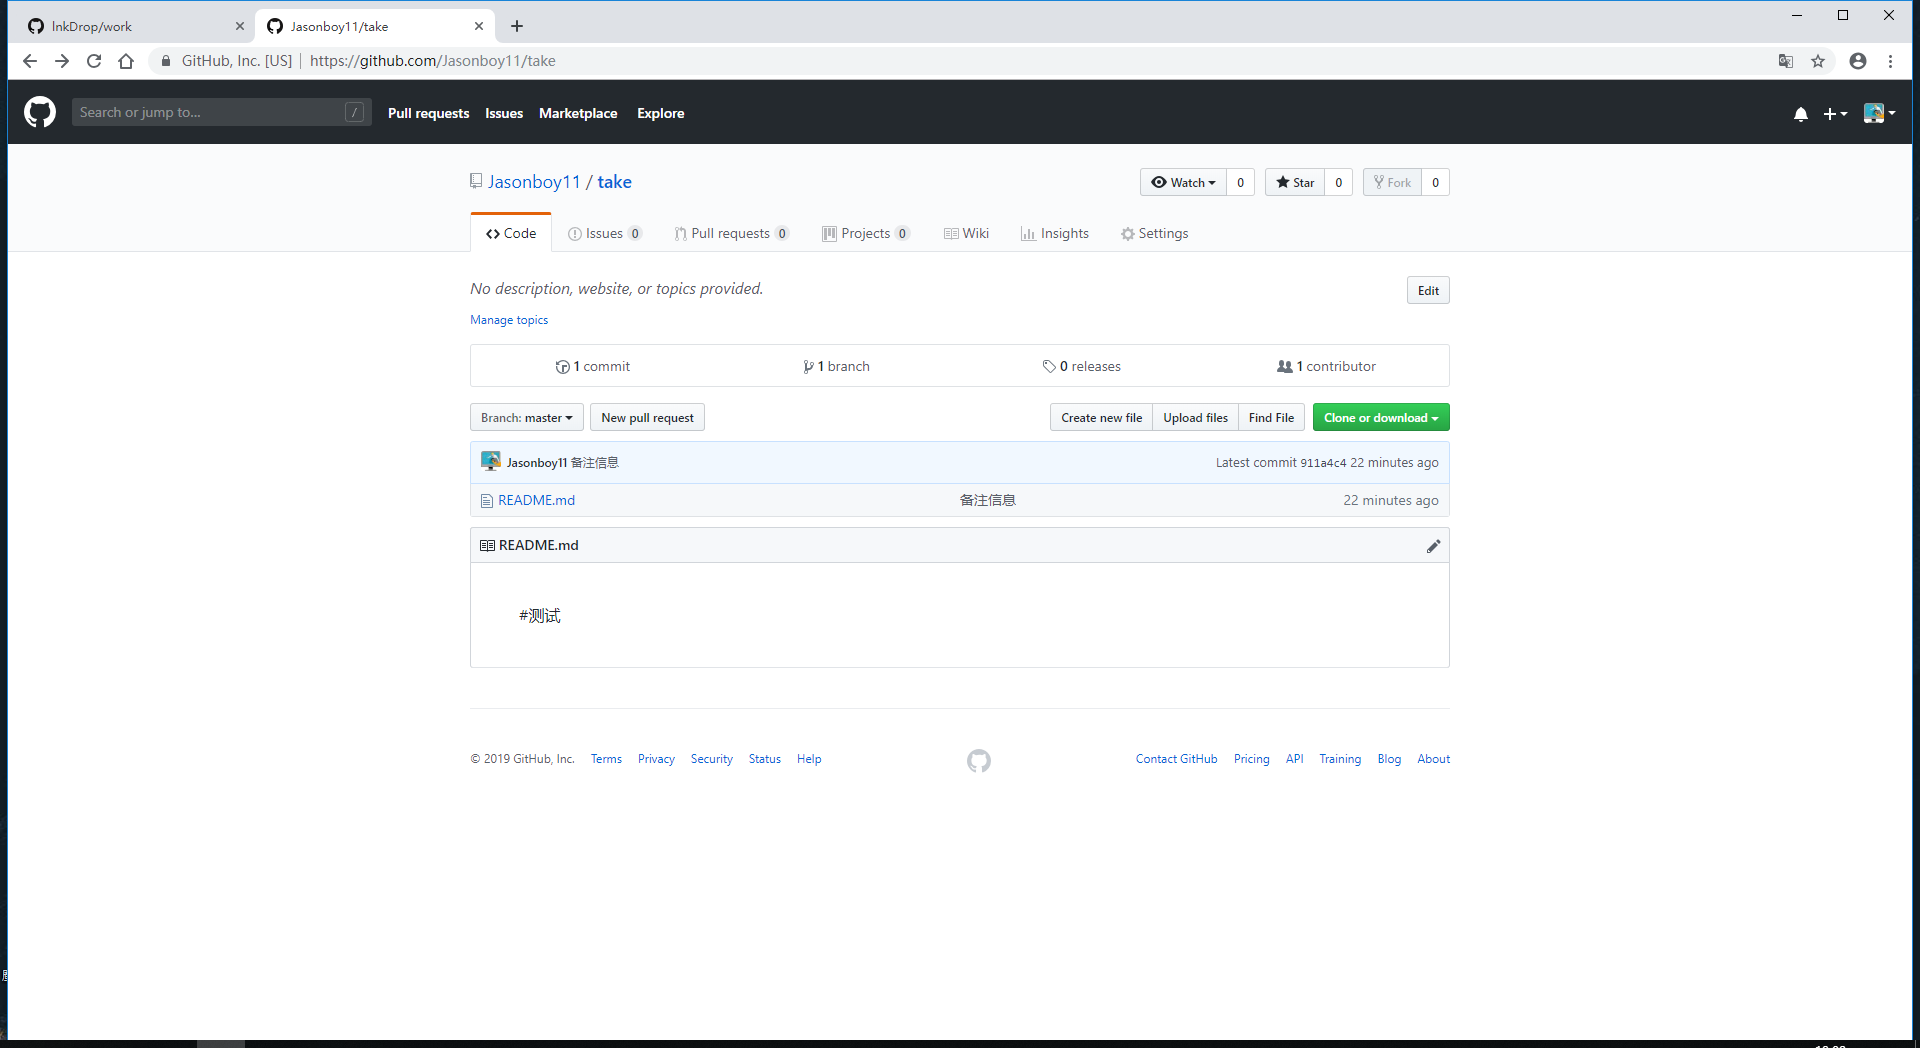 InkDrop/work
Jasonboy11/take
GitHub, Inc. [US] | https://github.com/Jasonboy11/take
Search or jump to... / Pull requests Issues Marketplace Explore
Jasonboy11 / take
Watch 0 Star 0 Fork 0
Code Issues 0 Pull requests 0 Projects 0 Wiki Insights Settings
No description, website, or topics provided. Edit
Manage topics
1 commit 1 branch 0 releases 1 contributor
Branch: master New pull request Create new file Upload files Find File Clone or download
Jasonboy11 备注信息 Latest commit 911a4c4 22 minutes ago
README.md 备注信息 22 minutes ago
README.md
#测试
© 2019 GitHub, Inc. Terms Privacy Security Status Help Contact GitHub Pricing API Training Blog About